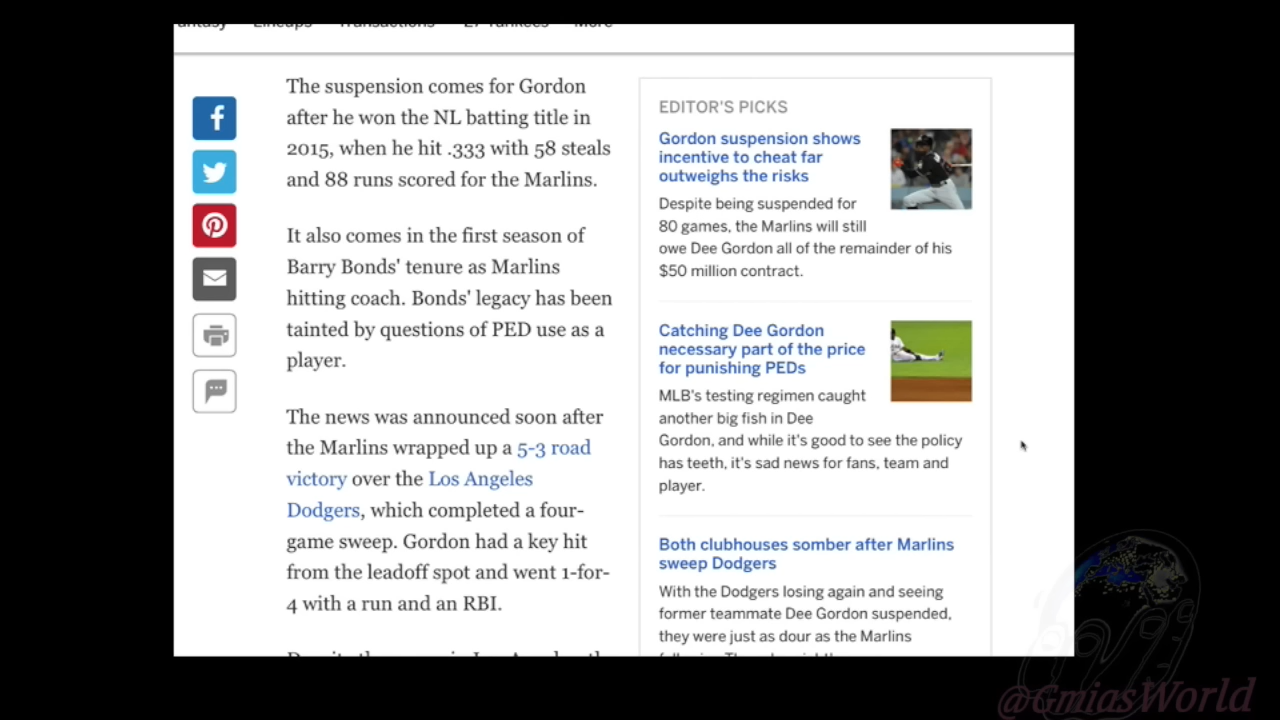 Fantasy Lineups Transactions 27 Yankees More
The suspension comes for Gordon
after he won the NL batting title in
2015, when he hit .333 with 58 steals
and 88 runs scored for the Marlins.
It also comes in the first season of
Barry Bonds' tenure as Marlins
hitting coach. Bonds' legacy has been
tainted by questions of PED use as a
player.
The news was announced soon after
the Marlins wrapped up a 5-3 road
victory over the Los Angeles
Dodgers, which completed a four-
game sweep. Gordon had a key hit
from the leadoff spot and went 1-for-
4 with a run and an RBI.
EDITOR'S PICKS
Gordon suspension shows
incentive to cheat far
outweighs the risks
Despite being suspended for
80 games, the Marlins will still
owe Dee Gordon all of the remainder of his
$50 million contract.
Catching Dee Gordon
necessary part of the price
for punishing PEDs
MLB's testing regimen caught
another big fish in Dee
Gordon, and while it's good to see the policy
has teeth, it's sad news for fans, team and
player.
Both clubhouses somber after Marlins
sweep Dodgers
With the Dodgers losing again and seeing
former teammate Dee Gordon suspended,
they were just as dour as the Marlins
@GmiasWorld